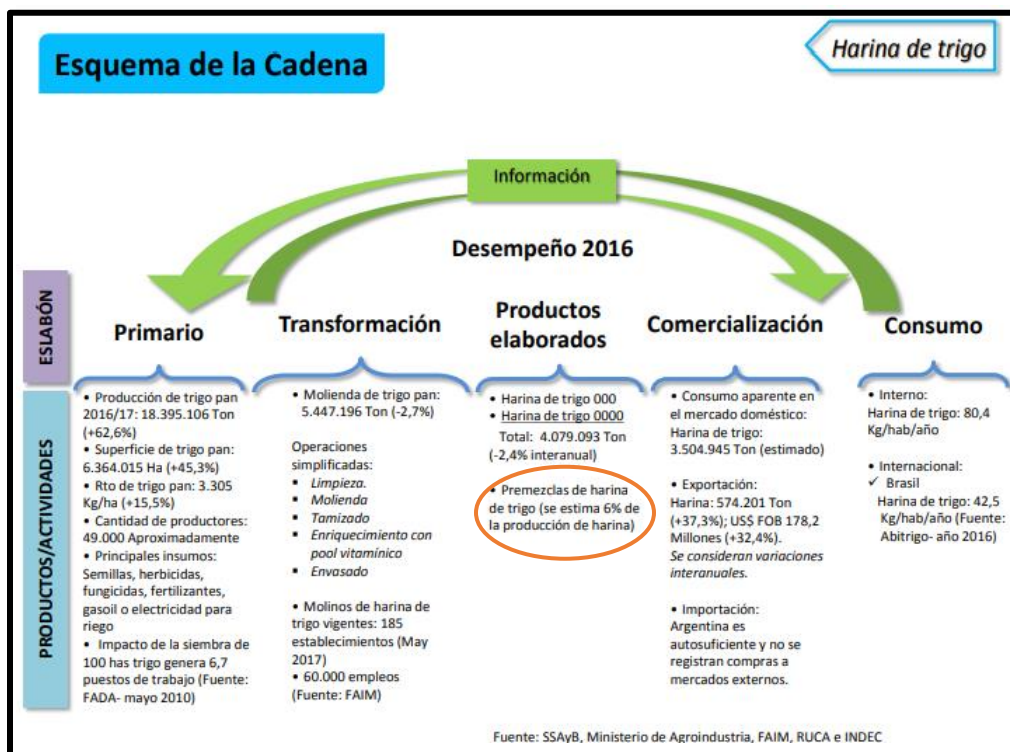 Esquema de la Cadena
Harina de trigo
Información
Desempeño 2016
ESLABÓN
Primario
Transformación
Productos
elaborados
Comercialización
Consumo
PRODUCTOS/ACTIVIDADES
• Producción de trigo pan
2016/17: 18.395.106 Ton
(+62,6%)
• Superficie de trigo pan:
6.364.015 Ha (+45,3%)
• Rto de trigo pan: 3.305
Kg/ha (+15,5%)
• Cantidad de productores:
49.000 Aproximadamente
• Principales insumos:
Semillas, herbicidas,
fungicidas, fertilizantes,
gasoil o electricidad para
riego
• Impacto de la siembra de
100 has trigo genera 6,7
puestos de trabajo (Fuente:
FADA- mayo 2010)
• Molienda de trigo pan:
5.447.196 Ton (-2,7%)
Operaciones
simplificadas:
▪ Limpieza.
▪ Molienda
▪ Tamizado
▪ Enriquecimiento con
pool vitamínico
▪ Envasado
• Molinos de harina de
trigo vigentes: 185
establecimientos (May
2017)
• 60.000 empleos
(Fuente: FAIM)
• Harina de trigo 000
• Harina de trigo 0000
Total: 4.079.093 Ton
(-2,4% interanual)
• Premezclas de harina
de trigo (se estima 6% de
la producción de harina)
• Consumo aparente en
el mercado doméstico:
Harina de trigo:
3.504.945 Ton (estimado)
• Exportación:
Harina: 574.201 Ton
(+37,3%); US$ FOB 178,2
Millones (+32,4%).
Se consideran variaciones
interanuales.
• Importación:
Argentina es
autosuficiente y no se
registran compras a
mercados externos.
• Interno:
Harina de trigo: 80,4
Kg/hab/año
• Internacional:
✓ Brasil
Harina de trigo: 42,5
Kg/hab/año (Fuente:
Abitrigo- año 2016)
Fuente: SSAyB, Ministerio de Agroindustria, FAIM, RUCA e INDEC